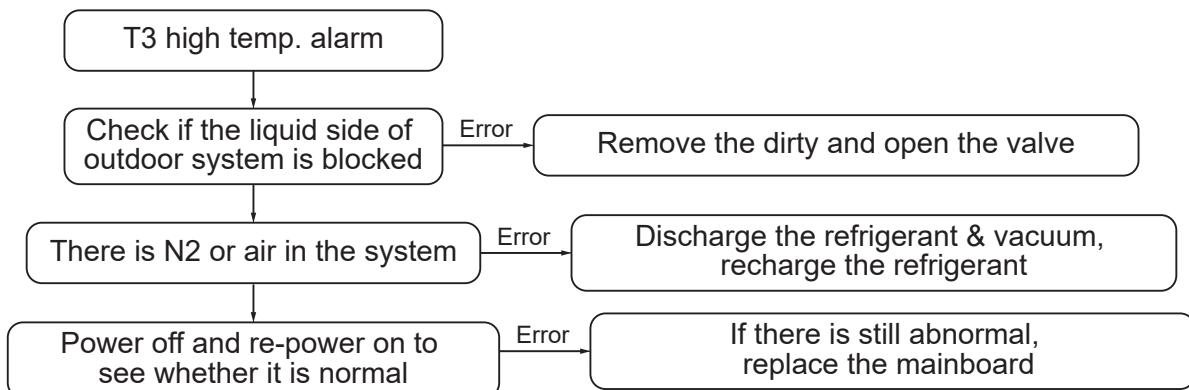 T3 high temp. alarm
Check if the liquid side of
outdoor system is blocked
Error
Remove the dirty and open the valve
There is N2 or air in the system
Error
Discharge the refrigerant & vacuum,
recharge the refrigerant
Power off and re-power on to
see whether it is normal
Error
If there is still abnormal,
replace the mainboard